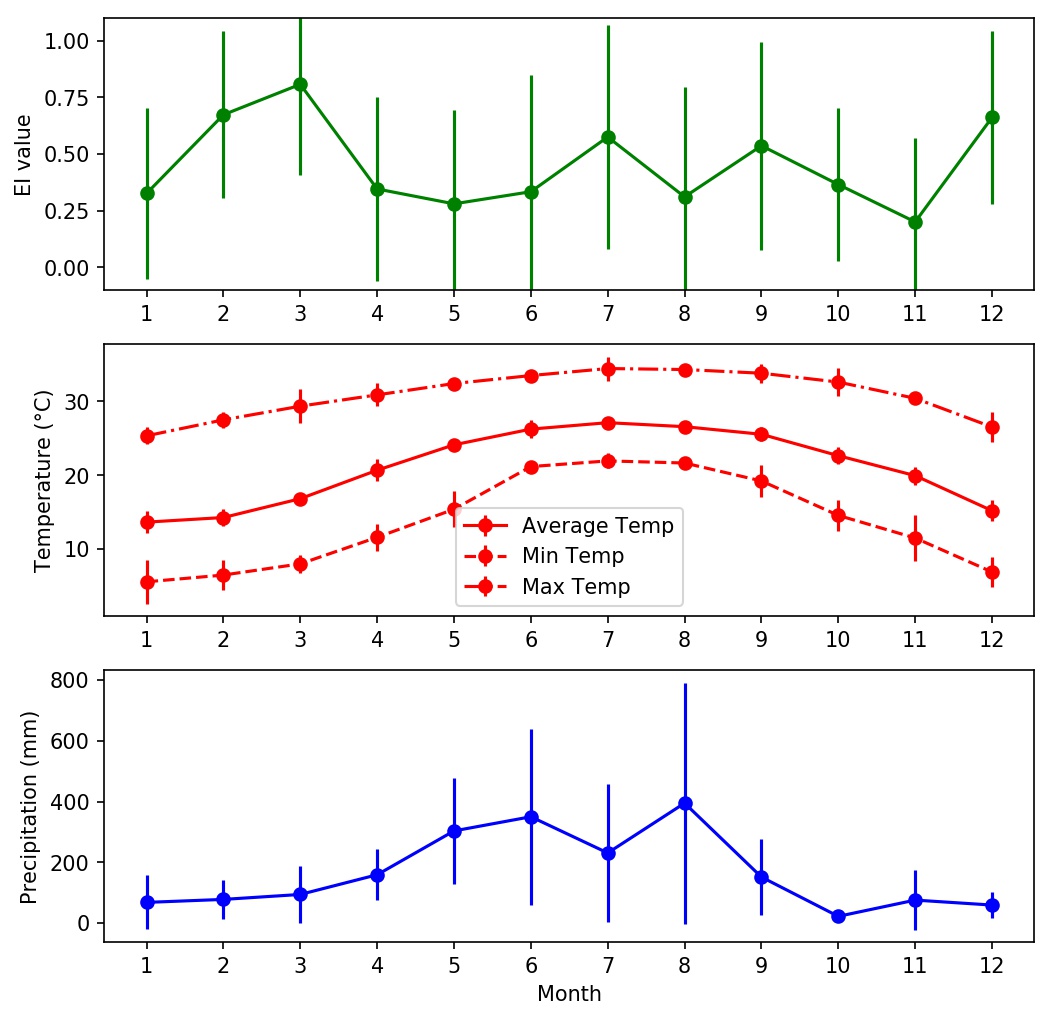 EI value
1.00
0.75
0.50
0.25
0.00
1 2 3 4 5 6 7 8 9 10 11 12
Temperature (°C)
30
20
10
Average Temp
Min Temp
Max Temp
1 2 3 4 5 6 7 8 9 10 11 12
Precipitation (mm)
800
600
400
200
0
1 2 3 4 5 6 7 8 9 10 11 12
Month